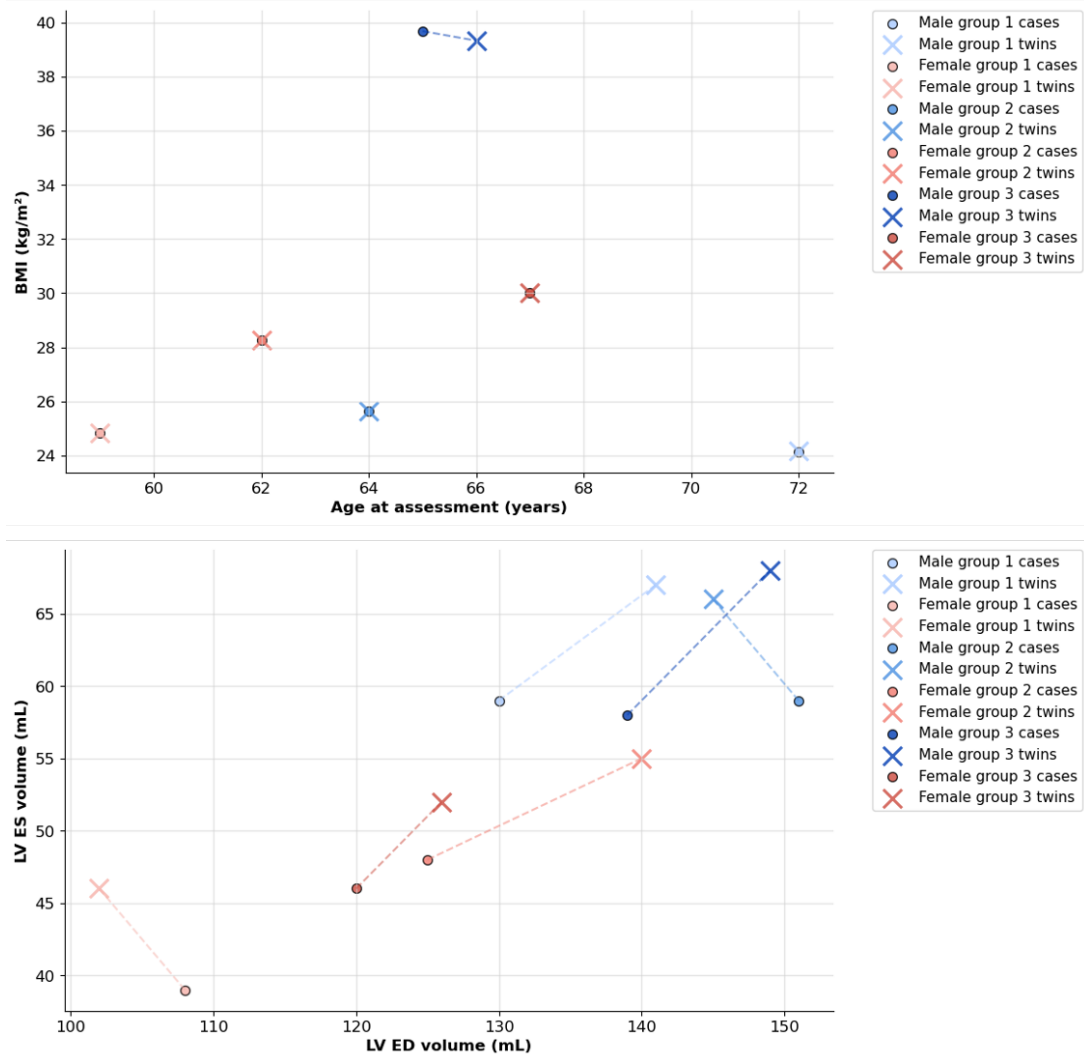 40
38
36
34
32
30
28
26
24
BMI (kg/m²)
60 62 64 66 68 70 72
Age at assessment (years)
Male group 1 cases
Male group 1 twins
Female group 1 cases
Female group 1 twins
Male group 2 cases
Male group 2 twins
Female group 2 cases
Female group 2 twins
Male group 3 cases
Male group 3 twins
Female group 3 cases
Female group 3 twins
65
60
55
50
45
40
LV ES volume (mL)
100 110 120 130 140 150
LV ED volume (mL)
Male group 1 cases
Male group 1 twins
Female group 1 cases
Female group 1 twins
Male group 2 cases
Male group 2 twins
Female group 2 cases
Female group 2 twins
Male group 3 cases
Male group 3 twins
Female group 3 cases
Female group 3 twins